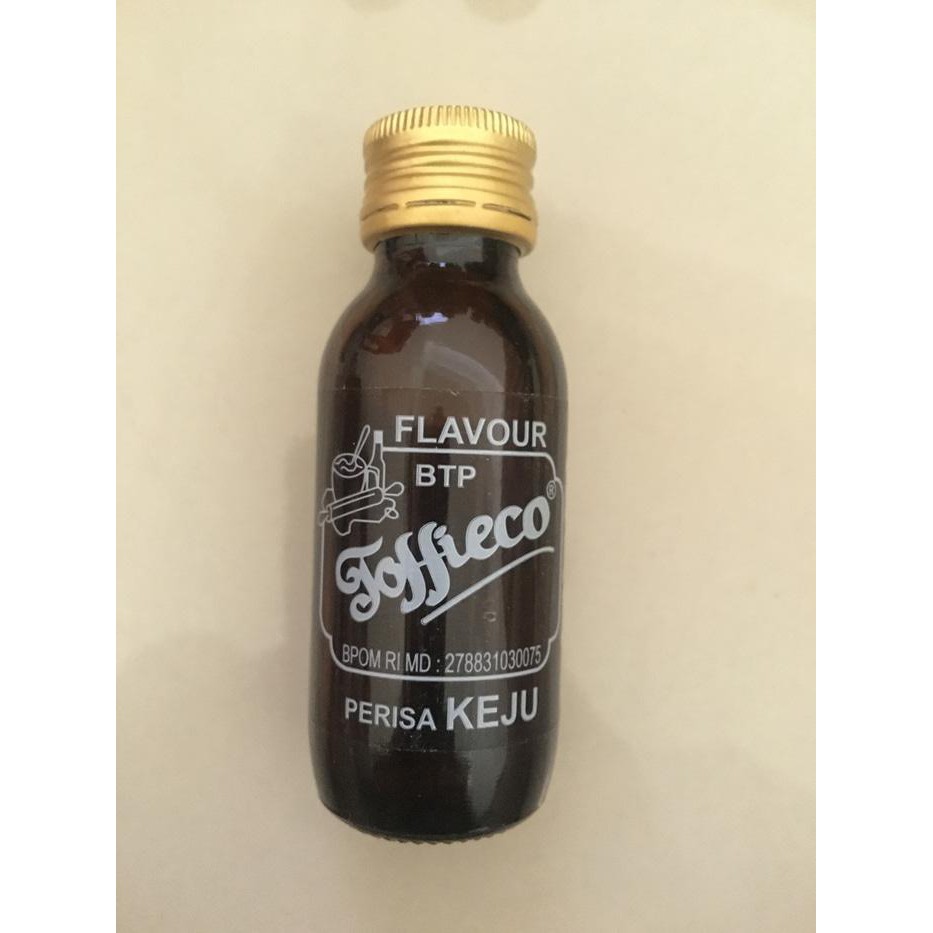 FLAVOUR
BTP
Toffieco®
BPOM RI MD : 278831030075
PERISA KEJU